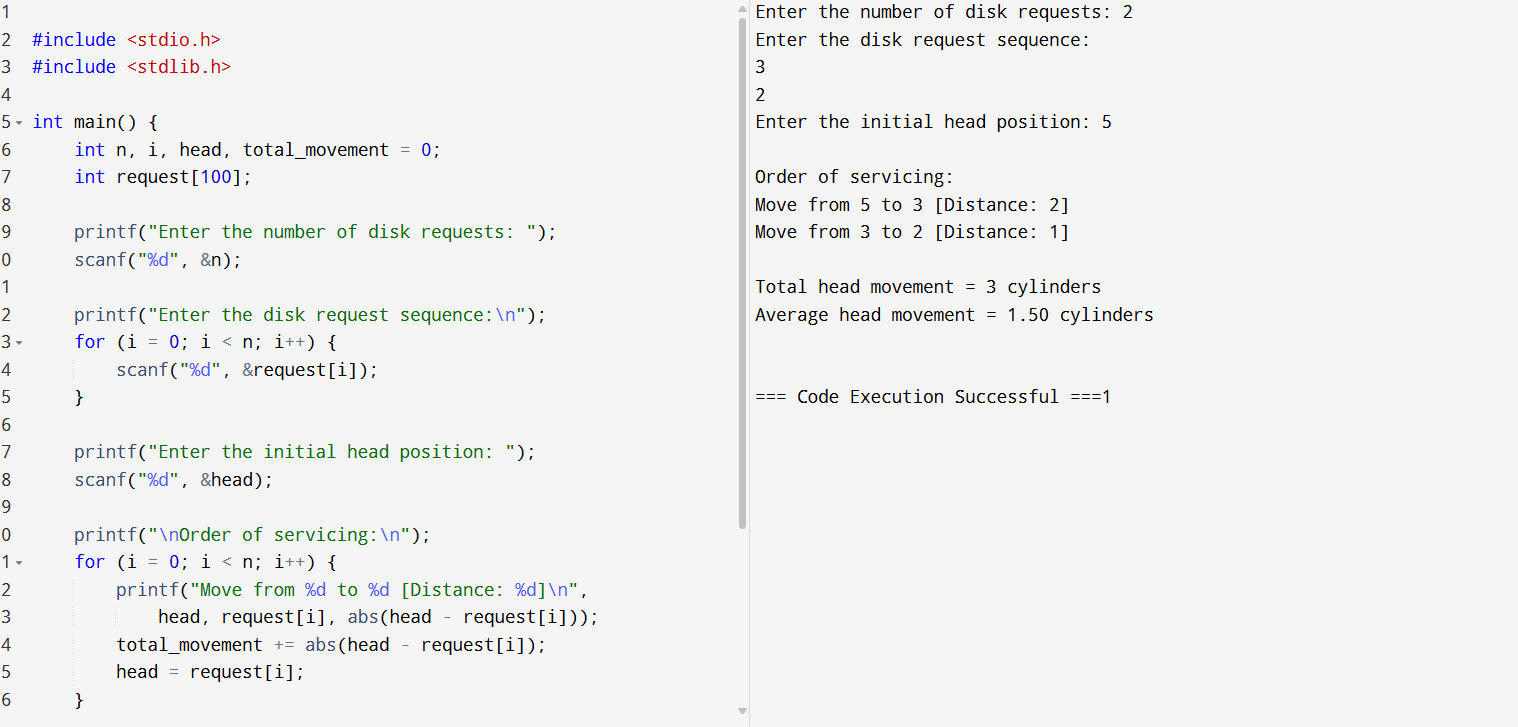 1
2 #include <stdio.h>
3 #include <stdlib.h>
4
5 int main() {
6     int n, i, head, total_movement = 0;
7     int request[100];
8
9     printf("Enter the number of disk requests: ");
0     scanf("%d", &n);
1
2     printf("Enter the disk request sequence:\n");
3     for (i = 0; i < n; i++) {
4         scanf("%d", &request[i]);
5     }
6
7     printf("Enter the initial head position: ");
8     scanf("%d", &head);
9
0     printf("\nOrder of servicing:\n");
1     for (i = 0; i < n; i++) {
2         printf("Move from %d to %d [Distance: %d]\n",
3             head, request[i], abs(head - request[i]));
4         total_movement += abs(head - request[i]);
5         head = request[i];
6     }
Enter the number of disk requests: 2
Enter the disk request sequence:
3
2
Enter the initial head position: 5

Order of servicing:
Move from 5 to 3 [Distance: 2]
Move from 3 to 2 [Distance: 1]

Total head movement = 3 cylinders
Average head movement = 1.50 cylinders

=== Code Execution Successful ===1